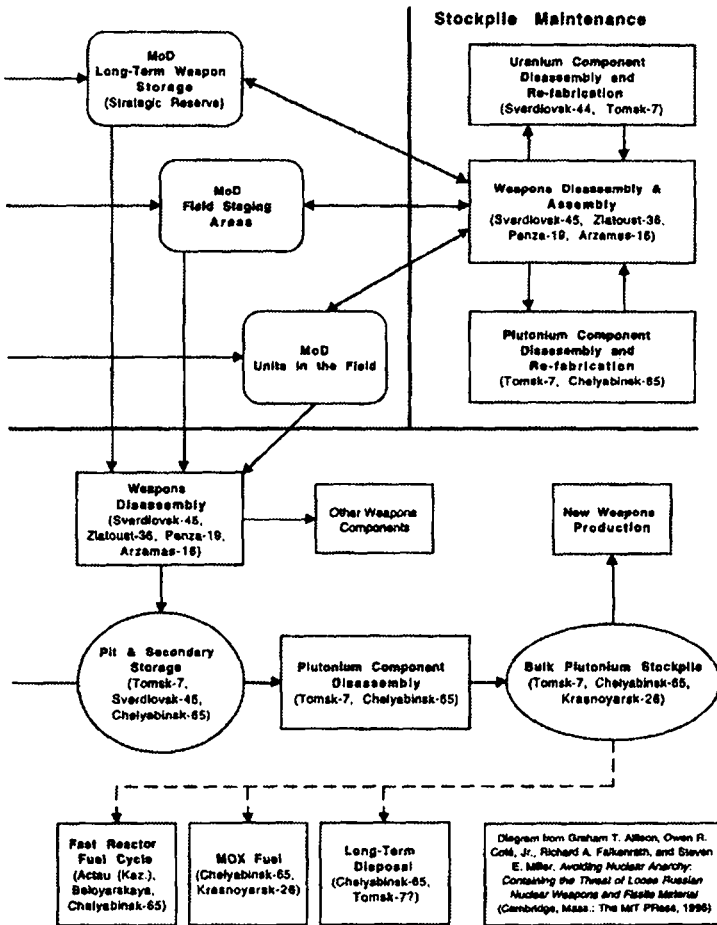 Stockpile Maintenance
MoD
Long-Term Weapon
Storage
(Strategic Reserve)
Uranium Component
Disassembly and
Re-fabrication
(Sverdlovsk-44, Tomsk-7)
MoD
Field Staging
Areas
Weapons Disassembly &
Assembly
(Sverdlovsk-45, Zlatoust-36,
Penza-19, Arzamas-16)
MoD
Units in the Field
Plutonium Component
Disassembly and
Re-fabrication
(Tomsk-7, Chelyabinsk-65)
Weapons
Disassembly
(Sverdlovsk-45,
Zlatoust-36, Penza-19,
Arzamas-16)
Other Weapons
Components
New Weapons
Production
Pit & Secondary
Storage
(Tomsk-7,
Sverdlovsk-45,
Chelyabinsk-65)
Plutonium Component
Disassembly
(Tomsk-7, Chelyabinsk-65)
Bulk Plutonium Stockpile
(Tomsk-7, Chelyabinsk-65,
Krasnoyarsk-26)
Fast Reactor
Fuel Cycle
(Actau (Kaz.),
Beloyarskaya,
Chelyabinsk-65)
MOX Fuel
(Chelyabinsk-65,
Krasnoyarsk-26)
Long-Term
Disposal
(Chelyabinsk-65,
Tomsk-7?)
Diagram from Graham T. Allison, Owen R.
Coté, Jr., Richard A. Falkenrath, and Steven
E. Miller, Avoiding Nuclear Anarchy:
Containing the Threat of Loose Russian
Nuclear Weapons and Fissile Material
(Cambridge, Mass.: The MIT PRess, 1996)